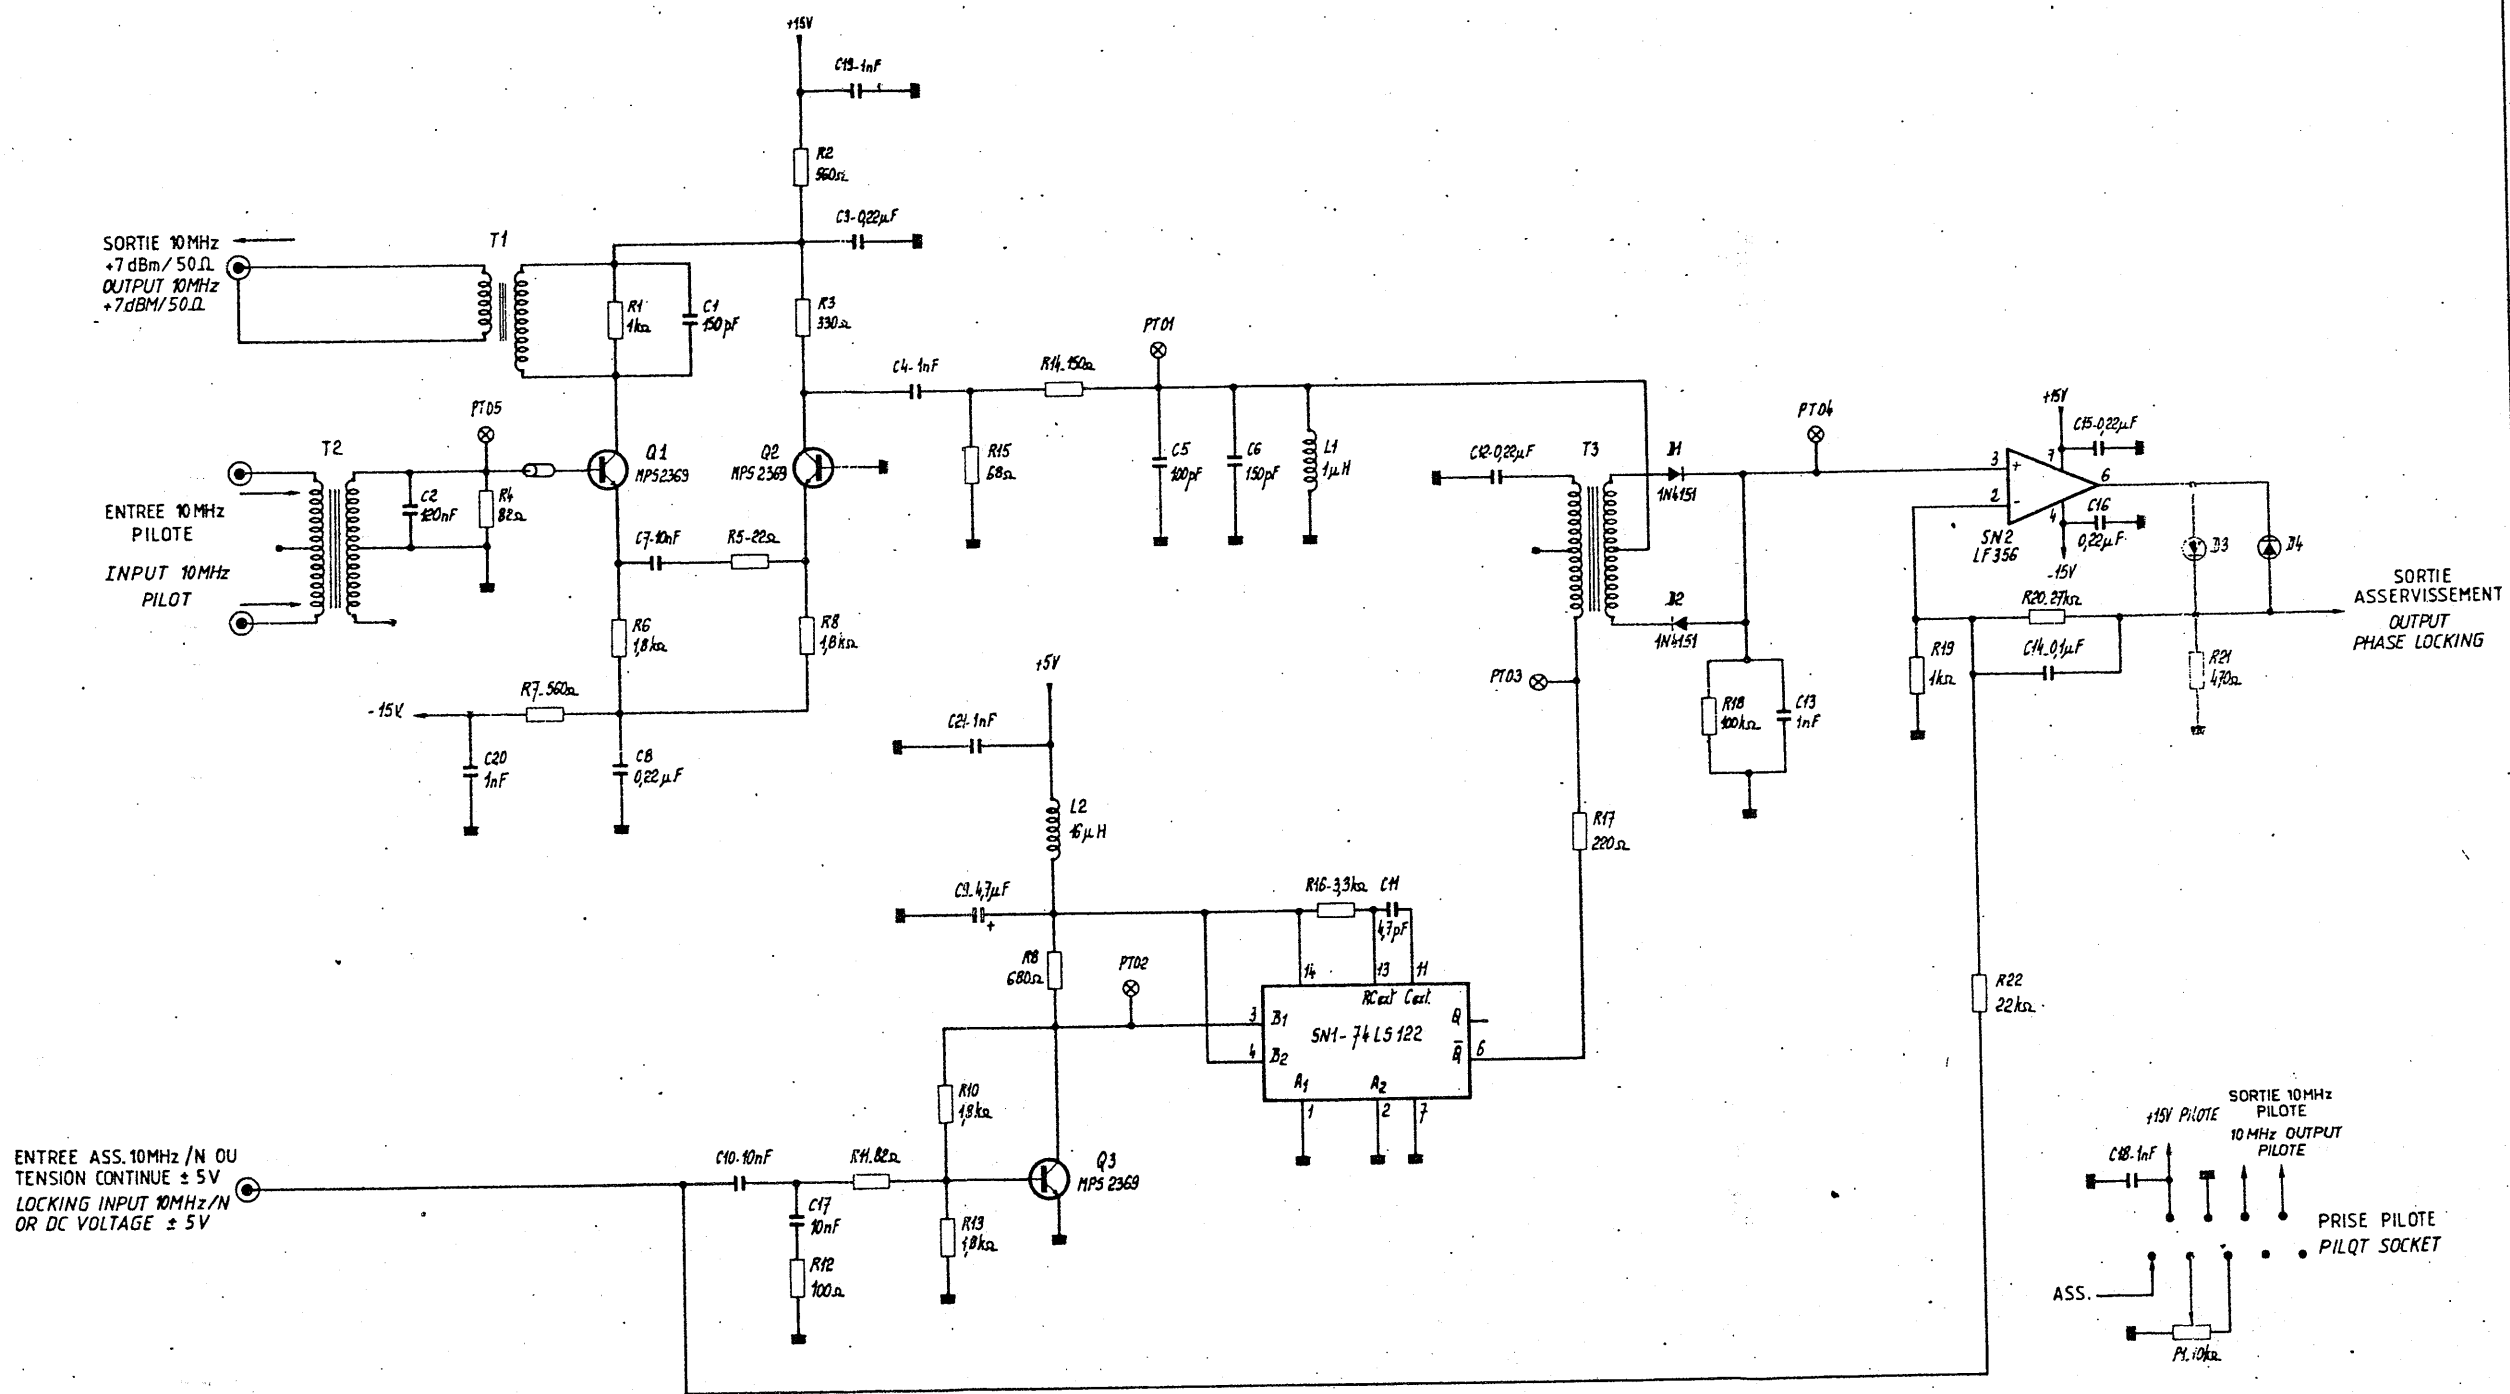 +15V
C19-1nF
R2
560Ω
C3-0,22µF
SORTIE 10MHz
+7dBm/50Ω
OUTPUT 10MHz
+7dBM/50Ω
T1
R1
1kΩ
C1
150pF
R3
330Ω
PT05
T2
C2
120nF
R4
82Ω
Q1
MPS2369
Q2
MPS2369
ENTREE 10MHz
PILOTE
INPUT 10MHz
PILOT
C7-10nF
R5-22Ω
R6
1,8kΩ
R8
1,8kΩ
R7-560Ω
-15V
C20
1nF
C8
0,22µF
C4-1nF
R14-150Ω
PT01
R15
68Ω
C5
100pF
C6
150pF
L1
1µH
C12-0,22µF
T3
D1
1N4151
D2
1N4151
PT04
PT03
R18
100kΩ
C13
1nF
R17
220Ω
+15V
C15-0,22µF
3
+
7
2
-
4
6
SN2
LF356
C16
0,22µF
-15V
D3
D4
R20-27kΩ
C14-0,1µF
R19
1kΩ
R21
470Ω
SORTIE
ASSERVISSEMENT
OUTPUT
PHASE LOCKING
R22
22kΩ
+5V
C21-1nF
L2
16µH
C9-4,7µF
+
R8
680Ω
PT02
R16-3,3kΩ
C11
4,7pF
14
13
11
RCext
Cext.
3
B1
4
B2
SN1-74LS122
Q
Q̅
6
A1
A2
1
2
7
R10
1,8kΩ
Q3
MPS2369
R13
1,8kΩ
C10-10nF
R11-82Ω
C17
10nF
R12
100Ω
ENTREE ASS. 10MHz/N OU
TENSION CONTINUE ± 5V
LOCKING INPUT 10MHz/N
OR DC VOLTAGE ± 5V
+15V PILOTE
SORTIE 10MHz
PILOTE
10 MHz OUTPUT
PILOTE
C18-1nF
PRISE PILOTE
PILOT SOCKET
ASS.
P1-10kΩ